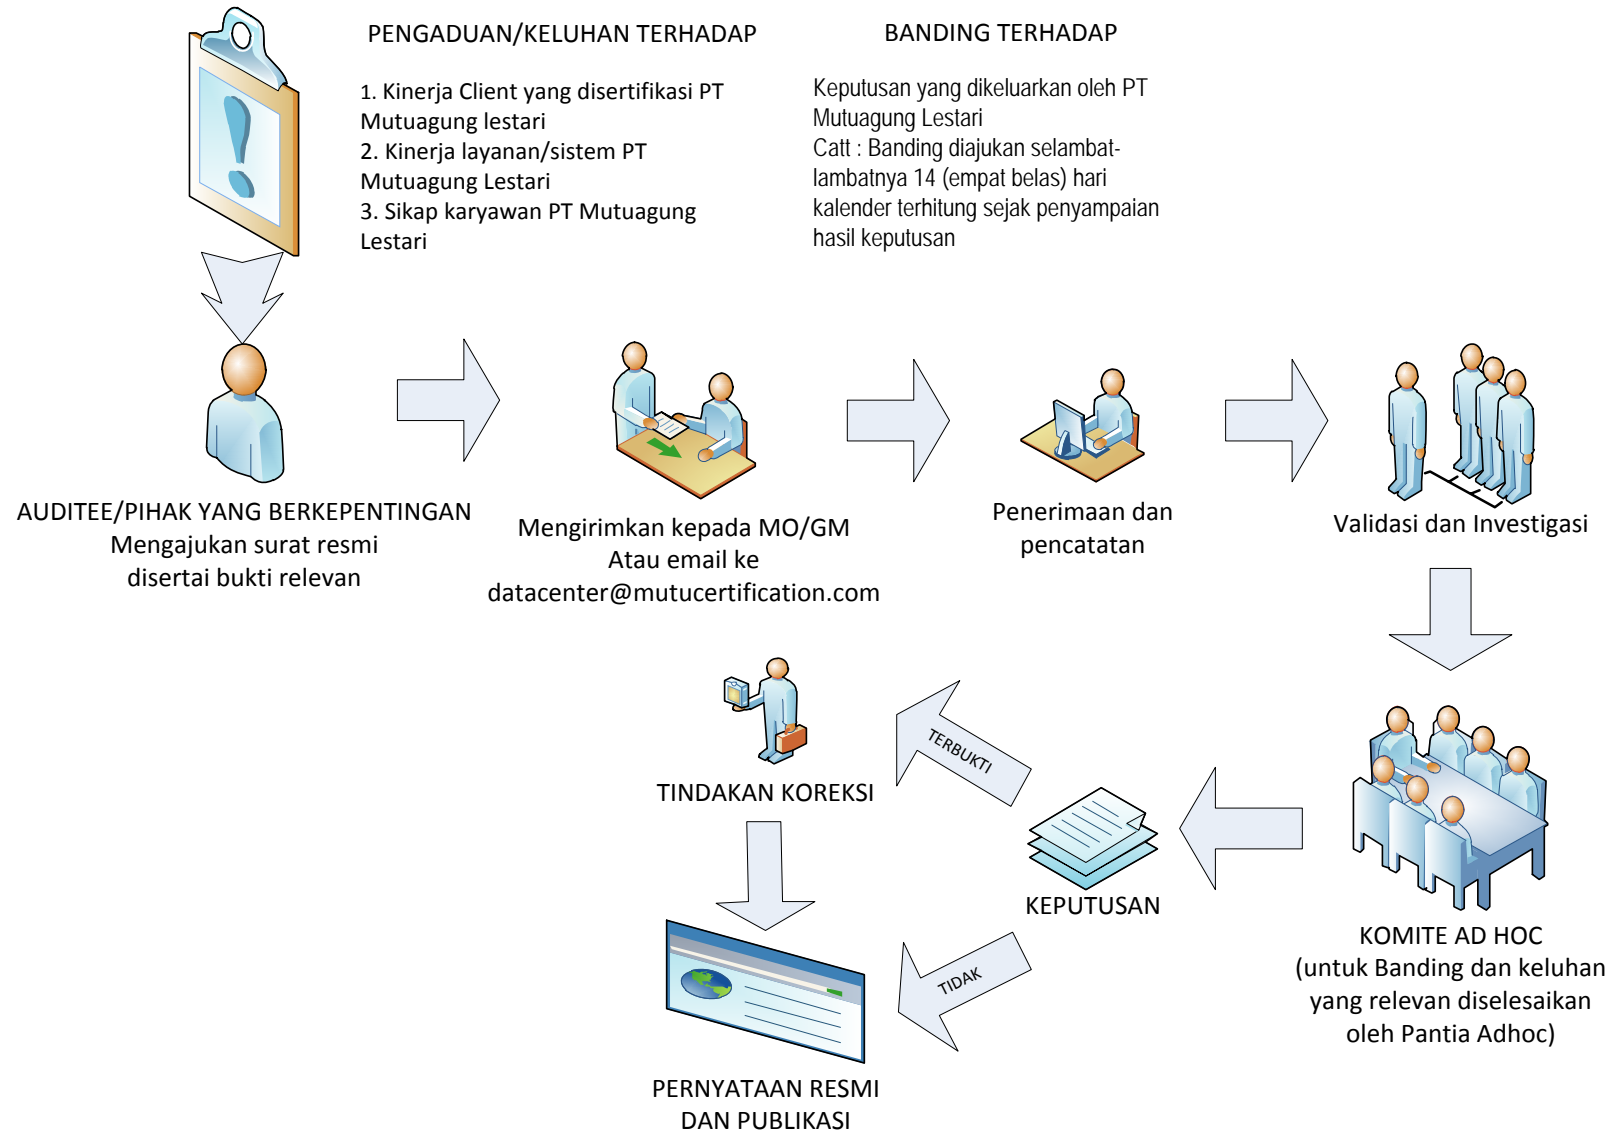 PENGADUAN/KELUHAN TERHADAP
1. Kinerja Client yang disertifikasi PT
Mutuagung lestari
2. Kinerja layanan/sistem PT
Mutuagung Lestari
3. Sikap karyawan PT Mutuagung
Lestari
BANDING TERHADAP
Keputusan yang dikeluarkan oleh PT
Mutuagung Lestari
Catt : Banding diajukan selambat-
lambatnya 14 (empat belas) hari
kalender terhitung sejak penyampaian
hasil keputusan
AUDITEE/PIHAK YANG BERKEPENTINGAN
Mengajukan surat resmi
disertai bukti relevan
Mengirimkan kepada MO/GM
Atau email ke
datacenter@mutucertification.com
Penerimaan dan
pencatatan
Validasi dan Investigasi
KOMITE AD HOC
(untuk Banding dan keluhan
yang relevan diselesaikan
oleh Pantia Adhoc)
KEPUTUSAN
TERBUKTI
TIDAK
TINDAKAN KOREKSI
PERNYATAAN RESMI
DAN PUBLIKASI